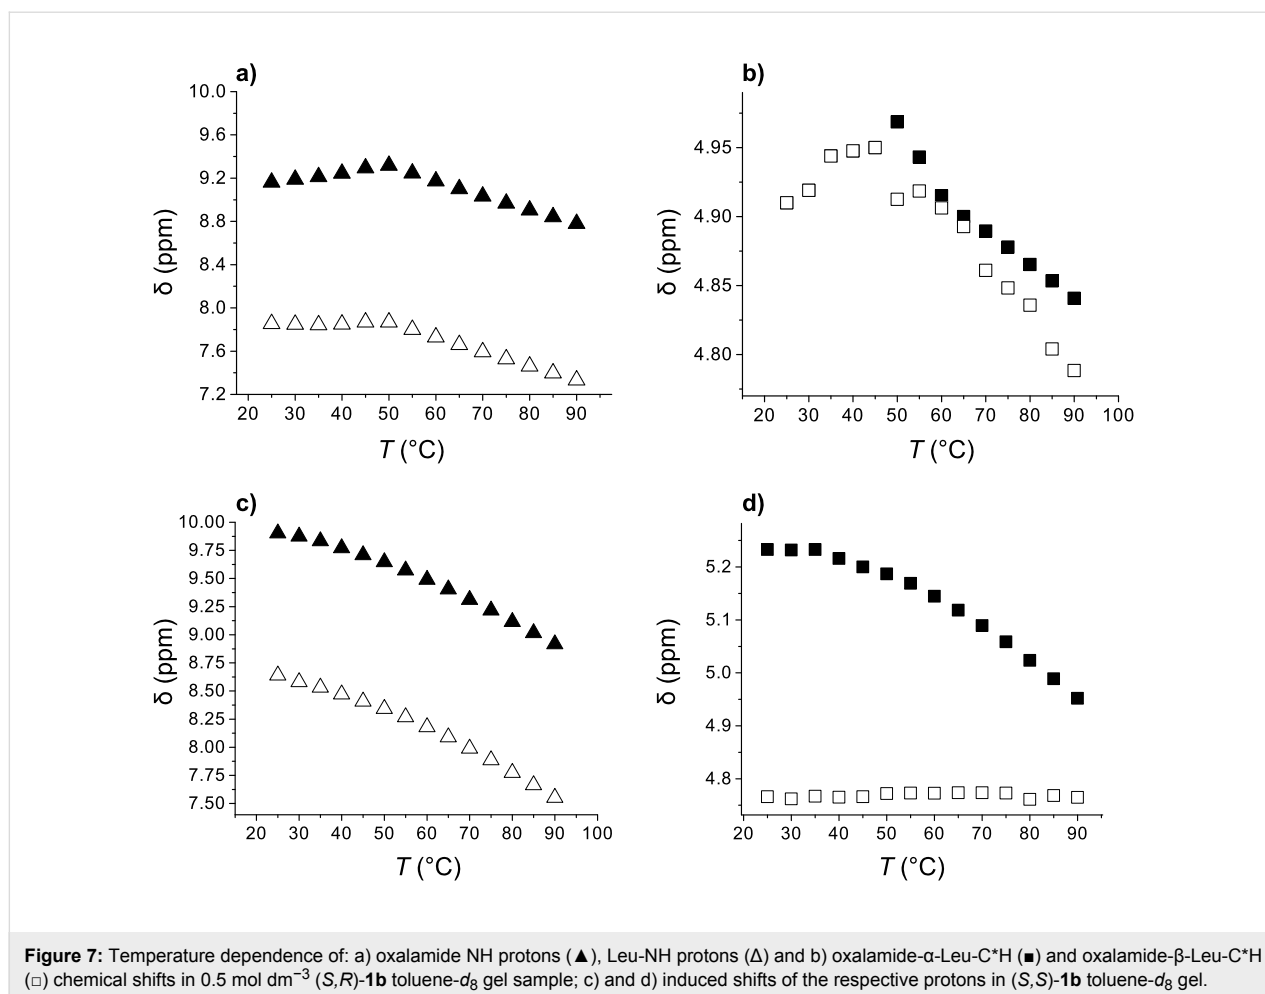 a)
10.0
9.6
9.2
8.8
8.4
8.0
7.6
7.2
δ (ppm)
20 30 40 50 60 70 80 90
T (°C)
b)
4.95
4.90
4.85
4.80
δ (ppm)
20 30 40 50 60 70 80 90 100
T (°C)
c)
10.00
9.75
9.50
9.25
9.00
8.75
8.50
8.25
8.00
7.75
7.50
δ (ppm)
20 30 40 50 60 70 80 90 100
T (°C)
d)
5.2
5.1
5.0
4.9
4.8
δ (ppm)
20 30 40 50 60 70 80 90
T (°C)
Figure 7: Temperature dependence of: a) oxalamide NH protons (▲), Leu-NH protons (Δ) and b) oxalamide-α-Leu-C*H (■) and oxalamide-β-Leu-C*H
(□) chemical shifts in 0.5 mol dm⁻³ (S,R)-1b toluene-d₈ gel sample; c) and d) induced shifts of the respective protons in (S,S)-1b toluene-d₈ gel.